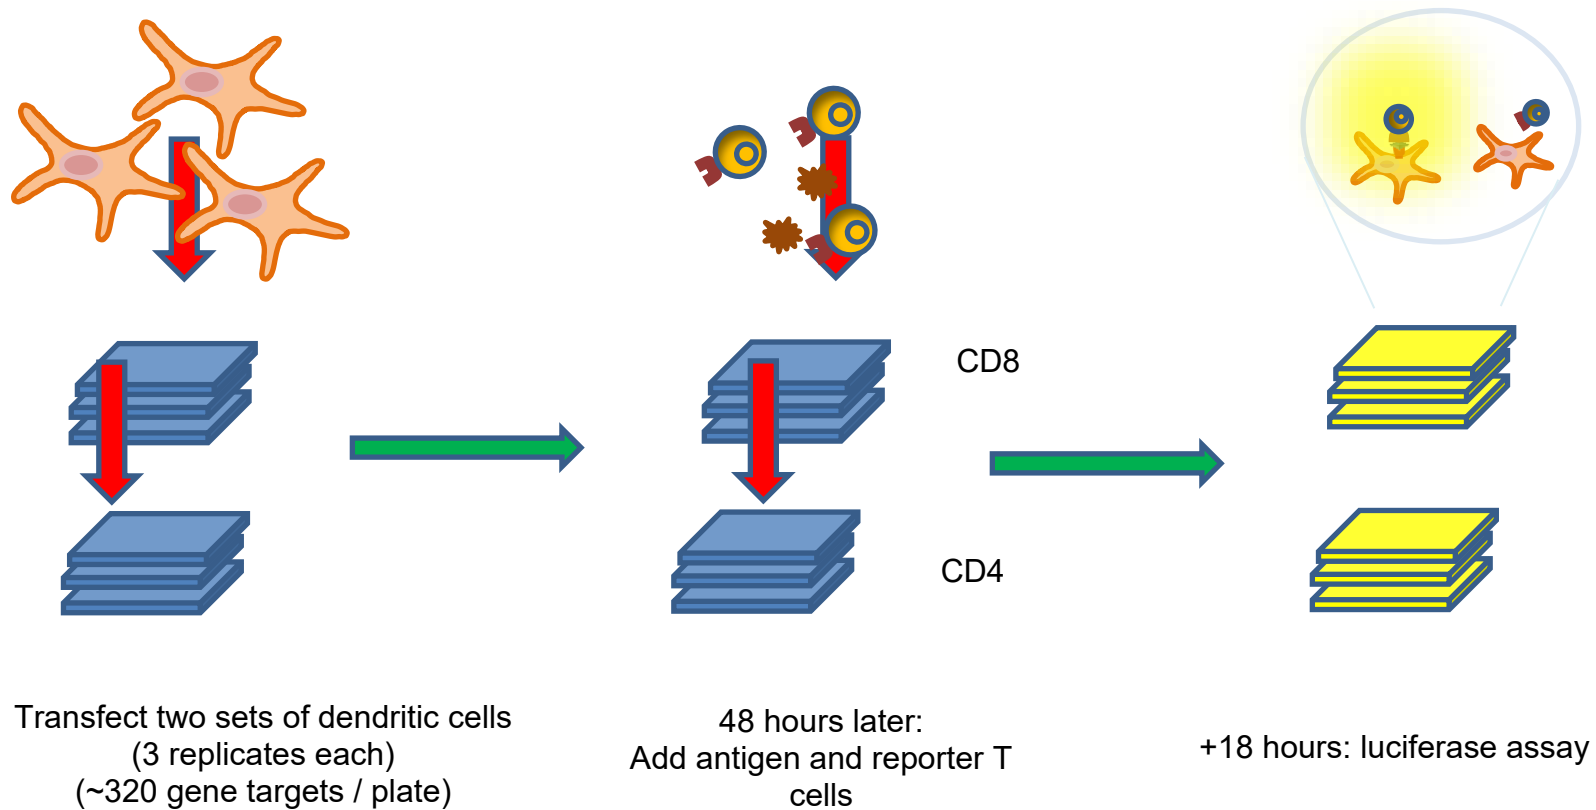 CD8
CD4
Transfect two sets of dendritic cells
(3 replicates each)
(~320 gene targets / plate)
48 hours later:
Add antigen and reporter T
cells
+18 hours: luciferase assay